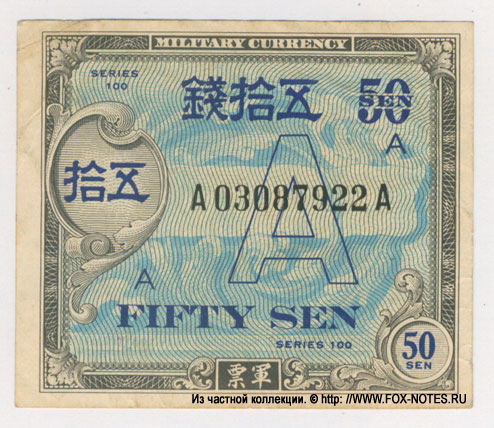 MILITARY CURRENCY
SERIES
100
錢拾五
50
SEN
A
拾五
A 03087922 A
A
A
FIFTY SEN
SERIES 100
50
SEN
票軍
Из частной коллекции. © http://WWW.FOX-NOTES.RU